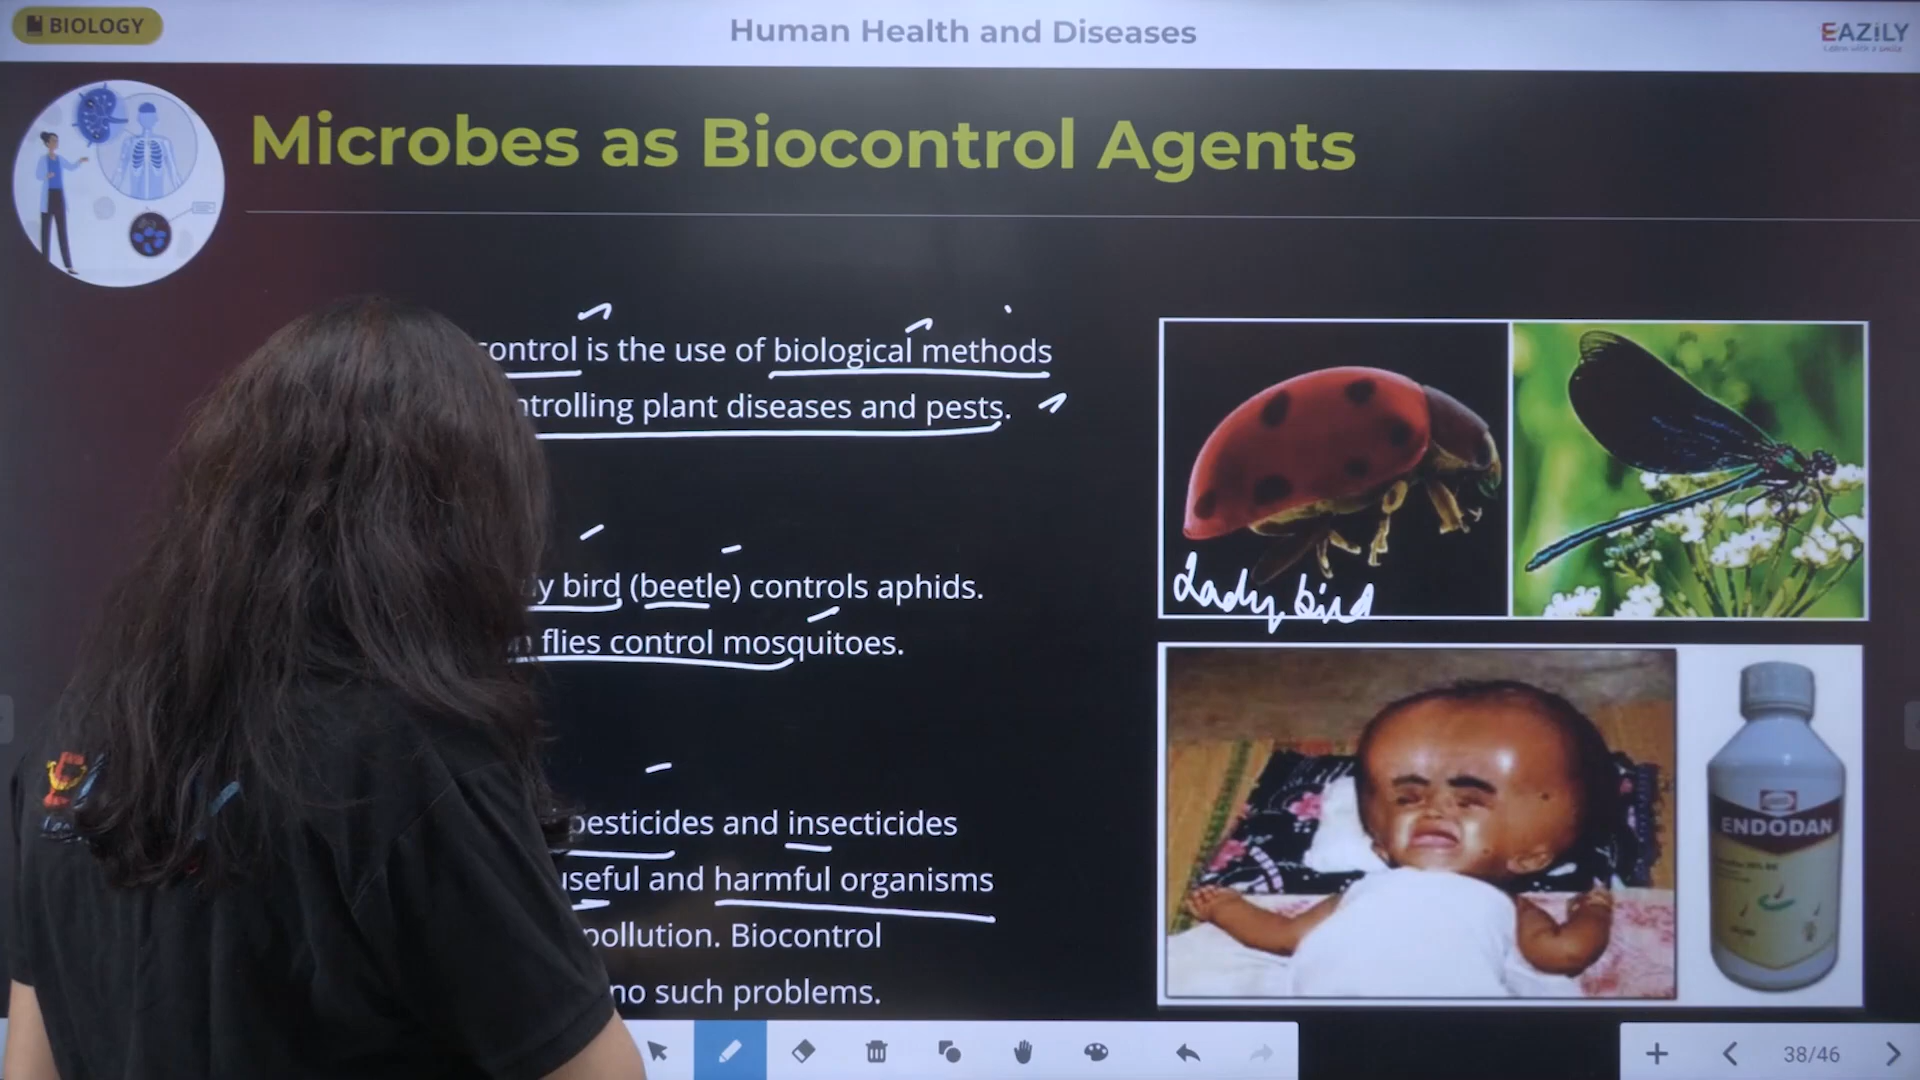 BIOLOGY
Human Health and Diseases
EAZILY
Microbes as Biocontrol Agents
control is the use of biological methods
ntrolling plant diseases and pests.
y bird (beetle) controls aphids.
flies control mosquitoes.
Lady bird
pesticides and insecticides
useful and harmful organisms
pollution. Biocontrol
no such problems.
ENDODAN
38/46